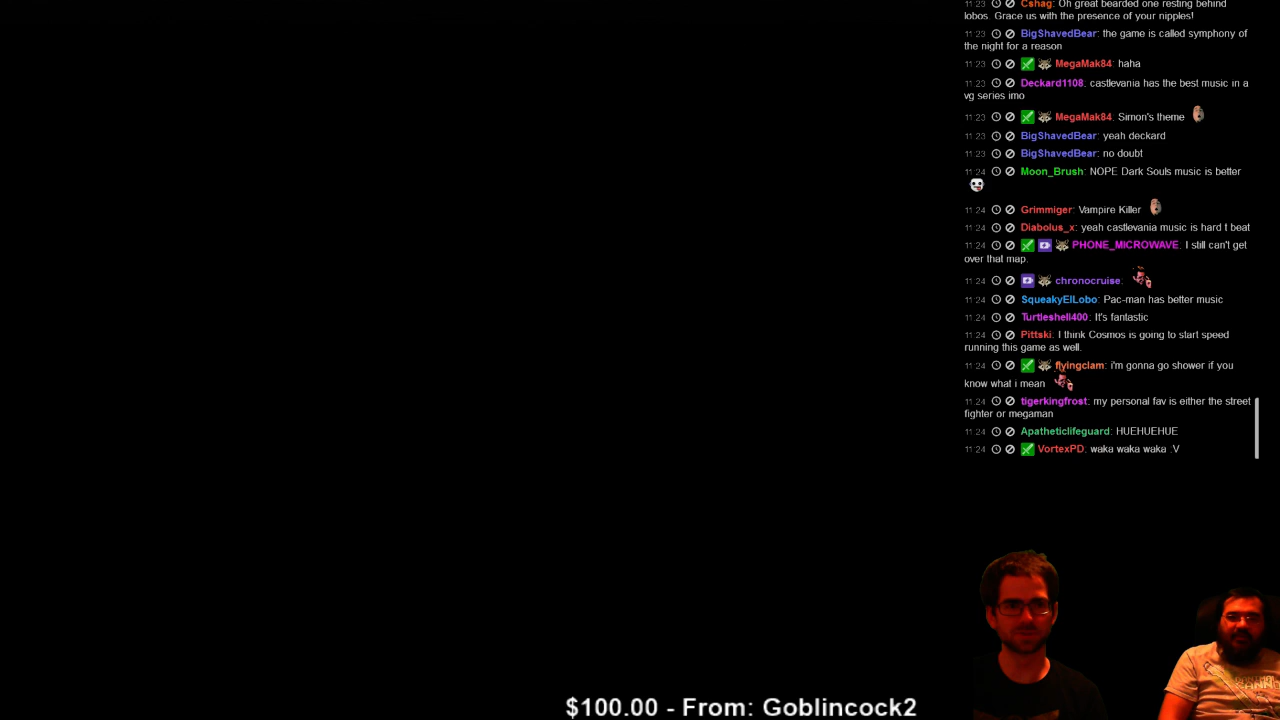 11:23 Cshag: Oh great bearded one resting behind
lobos. Grace us with the presence of your nipples!
11:23 BigShavedBear: the game is called symphony of
the night for a reason
11:23 MegaMak84: haha
11:23 Deckard1108: castlevania has the best music in a
vg series imo
11:23 MegaMak84: Simon's theme
11:23 BigShavedBear: yeah deckard
11:23 BigShavedBear: no doubt
11:24 Moon_Brush: NOPE Dark Souls music is better
11:24 Grimmiger: Vampire Killer
11:24 Diabolus_x: yeah castlevania music is hard t beat
11:24 PHONE_MICROWAVE: I still can't get
over that map.
11:24 chronocruise:
11:24 SqueakyElLobo: Pac-man has better music
11:24 Turtleshell400: It's fantastic
11:24 Pittski: I think Cosmos is going to start speed
running this game as well.
11:24 flyingclam: i'm gonna go shower if you
know what i mean
11:24 tigerkingfrost: my personal fav is either the street
fighter or megaman
11:24 Apatheticlifeguard: HUEHUEHUE
11:24 VortexPD: waka waka waka :V
$100.00 - From: Goblincock2